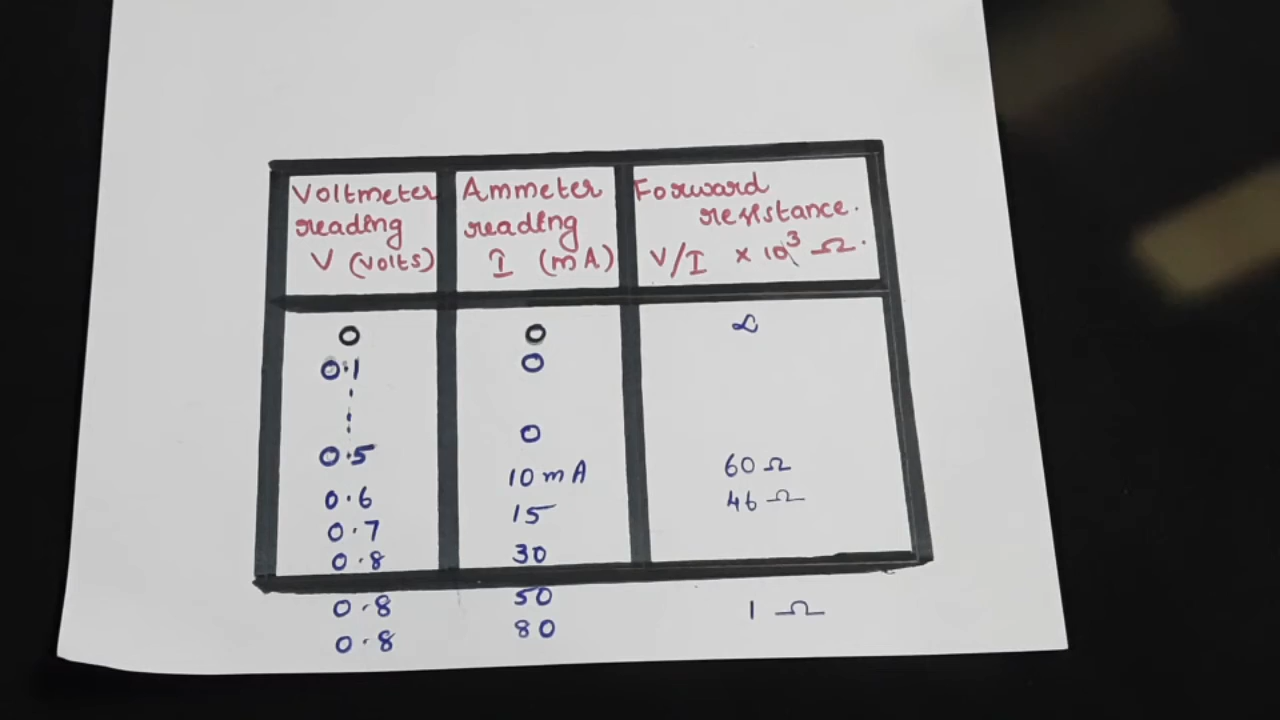 Voltmeter reading V (volts)
Ammeter reading I (mA)
Forward resistance. V/I × 10³ Ω.
0 0 ∞
0.1 0
0.5 0
0.6 10 mA 60 Ω
0.7 15 46 Ω
0.8 30
0.8 50 1 Ω
0.8 80